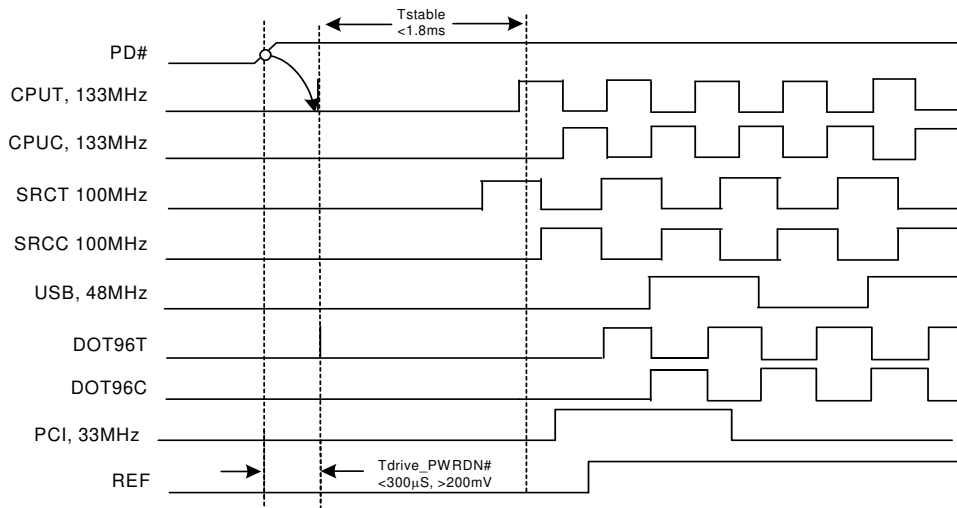 Tstable
<1.8ms
PD#
CPUT, 133MHz
CPUC, 133MHz
SRCT 100MHz
SRCC 100MHz
USB, 48MHz
DOT96T
DOT96C
PCI, 33MHz
Tdrive_PWRDN#
<300μS, >200mV
REF